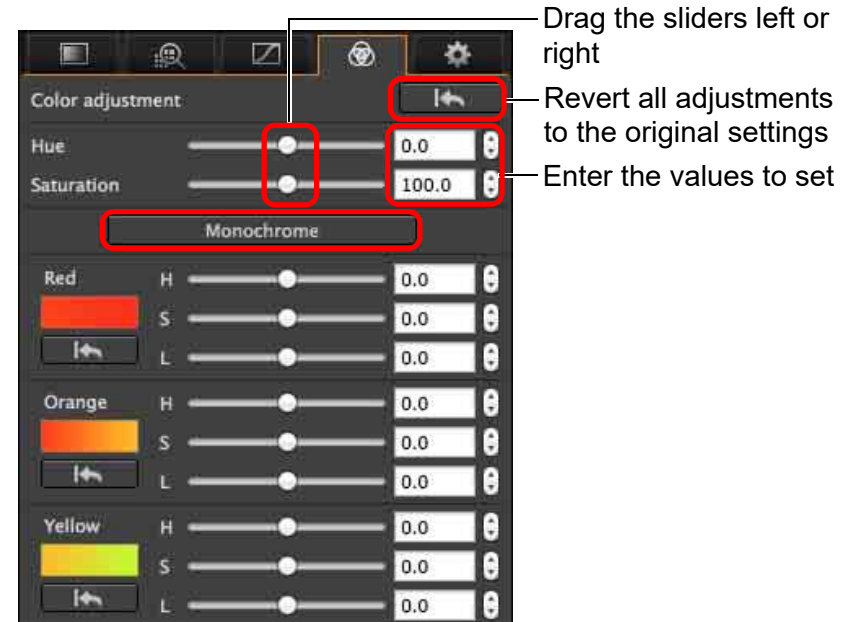 Drag the sliders left or
right
Color adjustment
Revert all adjustments
to the original settings
Hue 0.0
Enter the values to set
Saturation 100.0
Monochrome
Red H 0.0
S 0.0
L 0.0
Orange H 0.0
S 0.0
L 0.0
Yellow H 0.0
S 0.0
L 0.0